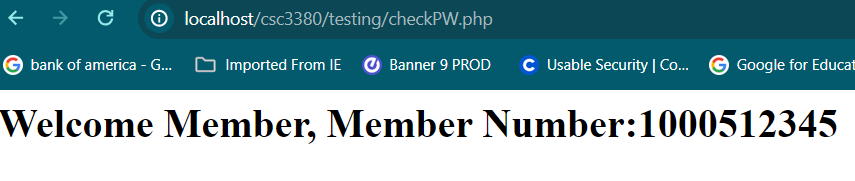 localhost/csc3380/testing/checkPW.php
bank of america - G... Imported From IE Banner 9 PROD Usable Security | Co... Google for Educat
Welcome Member, Member Number:1000512345